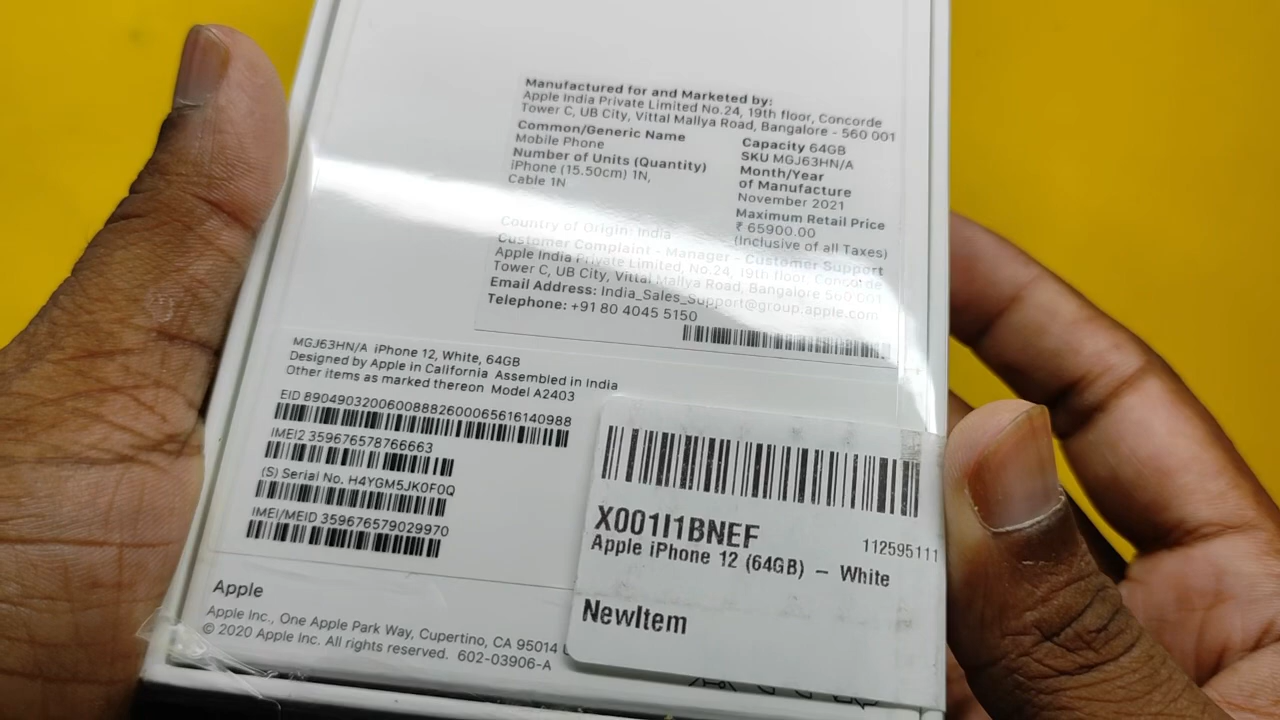 Manufactured for and Marketed by:
Apple India Private Limited No.24, 19th floor, Concorde
Tower C, UB City, Vittal Mallya Road, Bangalore - 560 001
Common/Generic Name
Mobile Phone
Number of Units (Quantity)
iPhone (15.50cm) 1N,
Cable 1N
Capacity 64GB
SKU MGJ63HN/A
Month/Year
of Manufacture
November 2021
Maximum Retail Price
₹ 65900.00
(Inclusive of all Taxes)
Country of Origin: India
Customer Complaint - Manager - Customer Support
Apple India Private Limited, No.24, 19th floor, Concorde
Tower C, UB City, Vittal Mallya Road, Bangalore 560 001
Email Address: India_Sales_Support@group.apple.com
Telephone: +91 80 4045 5150
MGJ63HN/A iPhone 12, White, 64GB
Designed by Apple in California Assembled in India
Other items as marked thereon Model A2403
EID 89049032006008882600065616140988
IMEI2 359676578766663
(S) Serial No. H4YGM5JK0F0Q
IMEI/MEID 359676579029970
X001I1BNEF
112595111
Apple iPhone 12 (64GB) – White
NewItem
Apple
Apple Inc., One Apple Park Way, Cupertino, CA 95014
© 2020 Apple Inc. All rights reserved. 602-03906-A